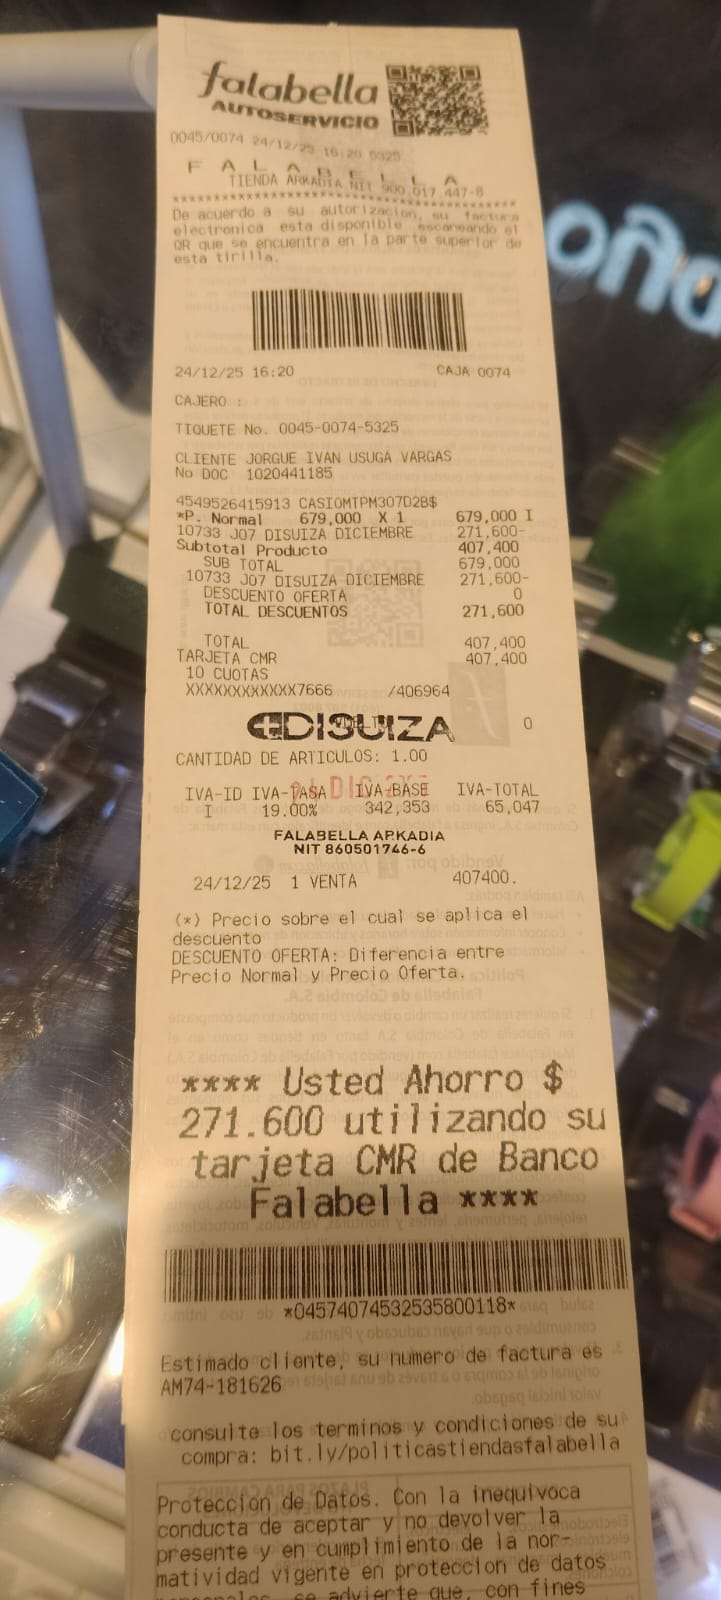 falabella
AUTOSERVICIO
0045/0074 24/12/25 16:20 5325
F A L A B E L L A
TIENDA ARKADIA NIT 900.017.447-8
****************************************
De acuerdo a su autorizacion, su factura
electronica esta disponible escaneando el
QR que se encuentra en la parte superior de
esta tirilla.
24/12/25 16:20 CAJA 0074
CAJERO :
TIQUETE No. 0045-0074-5325
CLIENTE JORGUE IVAN USUGA VARGAS
No DOC 1020441185
4549526415913 CASIOMTPM307D2B$
*P. Normal 679,000 X 1 679,000 I
10733 J07 DISUIZA DICIEMBRE 271,600-
Subtotal Producto 407,400
SUB TOTAL 679,000
10733 J07 DISUIZA DICIEMBRE 271,600-
DESCUENTO OFERTA 0
TOTAL DESCUENTOS 271,600
TOTAL 407,400
TARJETA CMR 407,400
10 CUOTAS
XXXXXXXXXXXX7666 /406964
DISUIZA 0
CANTIDAD DE ARTICULOS: 1.00
IVA-ID IVA-TASA IVA-BASE IVA-TOTAL
I 19.00% 342,353 65,047
FALABELLA ARKADIA
NIT 860501746-6
24/12/25 1 VENTA 407400.
(*) Precio sobre el cual se aplica el
descuento
DESCUENTO OFERTA: Diferencia entre
Precio Normal y Precio Oferta.
**** Usted Ahorro $
271.600 utilizando su
tarjeta CMR de Banco
Falabella ****
*04574074532535800118*
Estimado cliente, su numero de factura es
AM74-181626
consulte los terminos y condiciones de su
compra: bit.ly/politicastiendasfalabella
Proteccion de Datos. Con la inequivoca
conducta de aceptar y no devolver la
presente y en cumplimiento de la nor-
matividad vigente en proteccion de datos
se advierte que, con fines